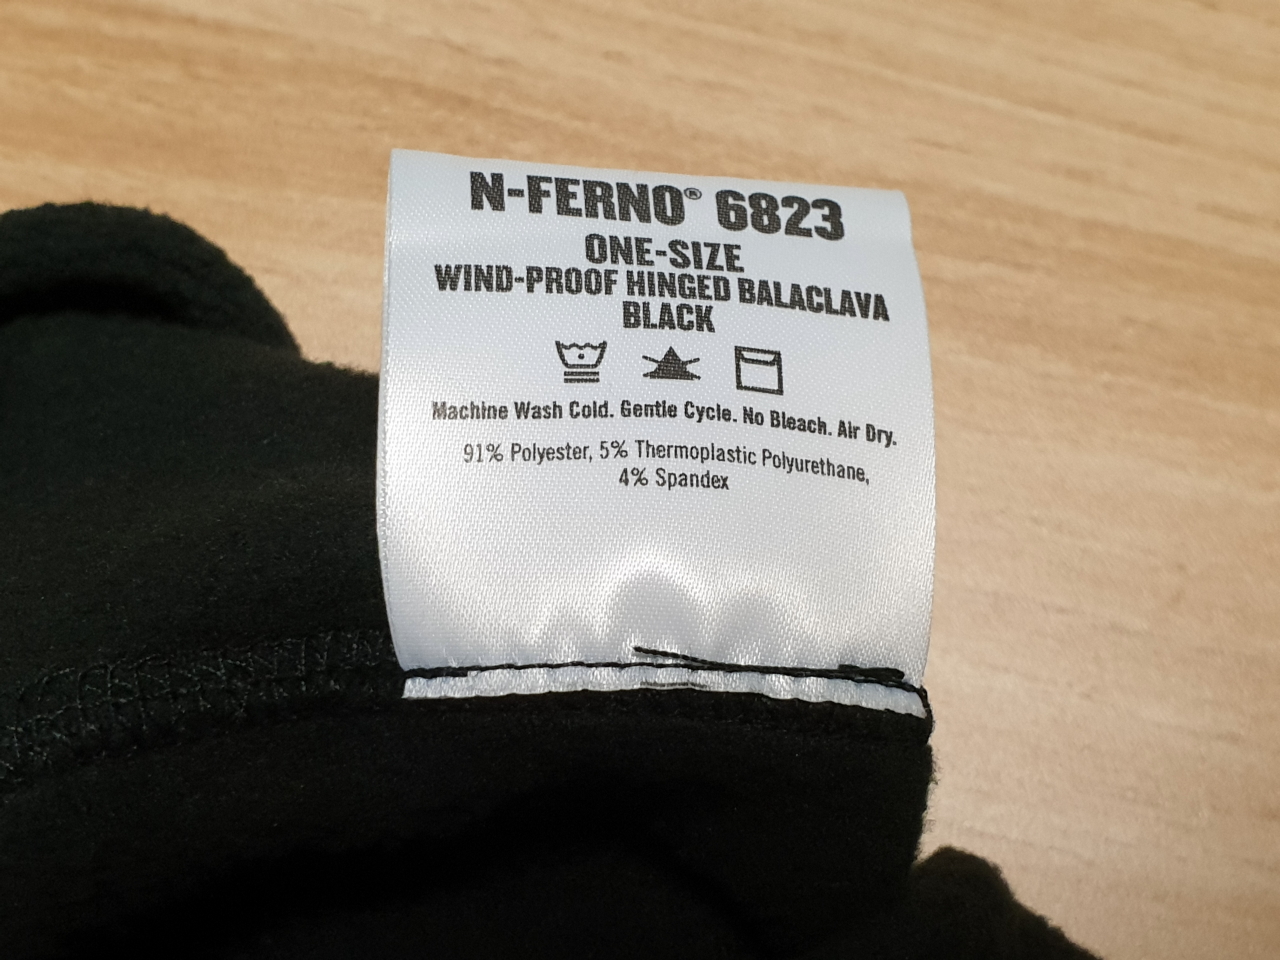 N-FERNO® 6823
ONE-SIZE
WIND-PROOF HINGED BALACLAVA
BLACK
Machine Wash Cold. Gentle Cycle. No Bleach. Air Dry.
91% Polyester, 5% Thermoplastic Polyurethane,
4% Spandex